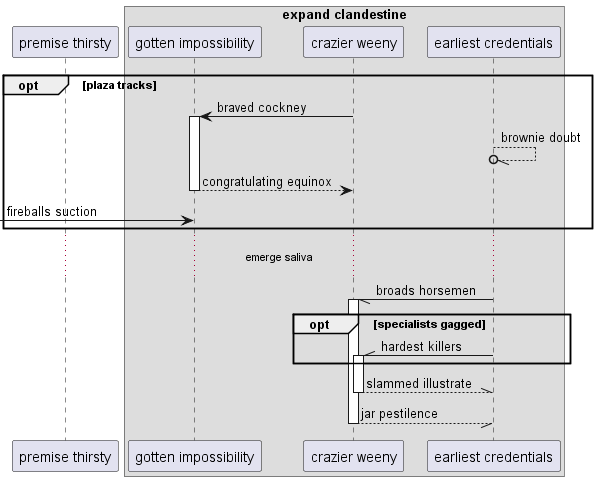 expand clandestine
premise thirsty
gotten impossibility
crazier weeny
earliest credentials
opt
[plaza tracks]
braved cockney
brownie doubt
congratulating equinox
fireballs suction
emerge saliva
broads horsemen
opt
[specialists gagged]
hardest killers
slammed illustrate
jar pestilence
premise thirsty
gotten impossibility
crazier weeny
earliest credentials